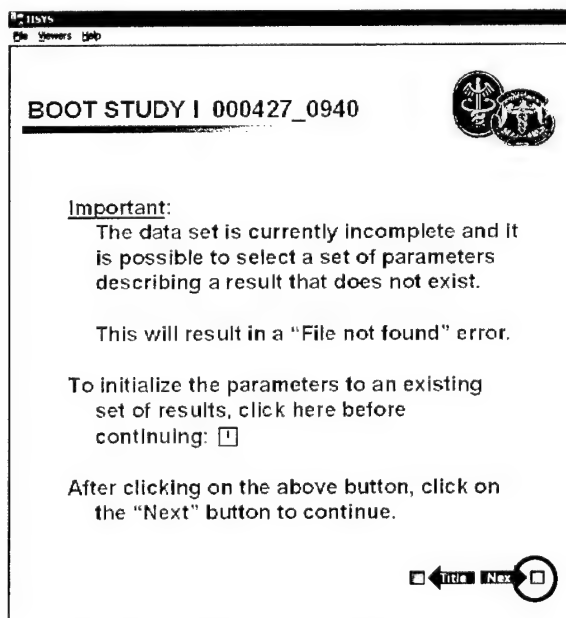 File Viewers Help
BOOT STUDY I 000427_0940
Important:
The data set is currently incomplete and it
is possible to select a set of parameters
describing a result that does not exist.
This will result in a “File not found” error.
To initialize the parameters to an existing
set of results, click here before
continuing:
After clicking on the above button, click on
the “Next” button to continue.
Title Next